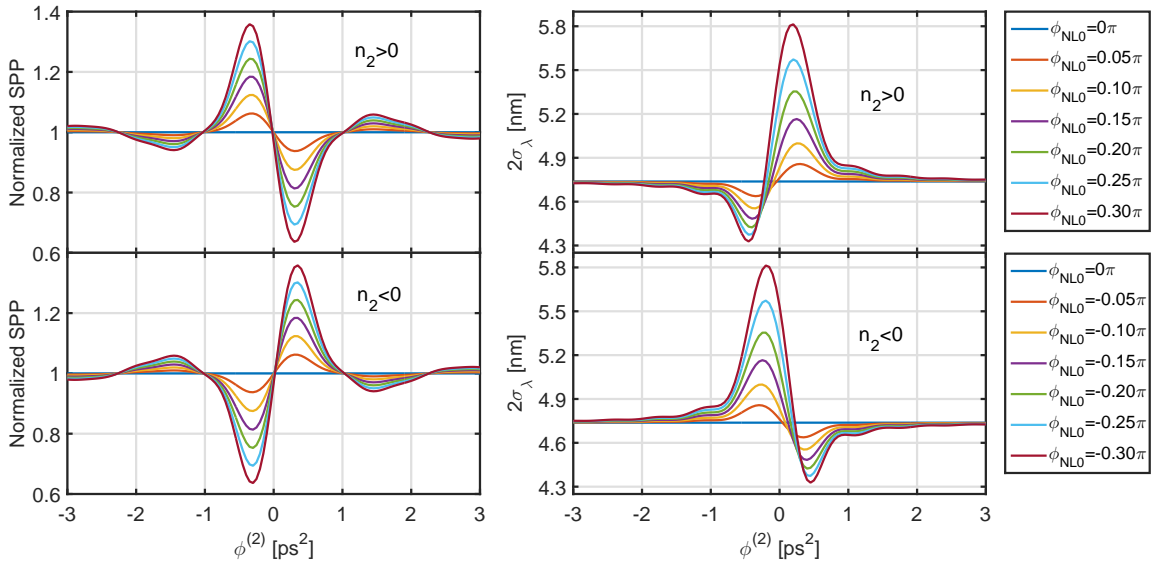 1.4
1.2
1
0.8
0.6
Normalized SPP
n2>0
5.8
5.5
5.2
4.9
4.6
4.3
2σλ [nm]
n2>0
ϕNL0=0π
ϕNL0=0.05π
ϕNL0=0.10π
ϕNL0=0.15π
ϕNL0=0.20π
ϕNL0=0.25π
ϕNL0=0.30π
0.6
1.2
1
0.8
0.6
Normalized SPP
n2<0
-3 -2 -1 0 1 2 3
ϕ(2) [ps2]
5.8
5.5
5.2
4.9
4.6
4.3
2σλ [nm]
n2<0
-3 -2 -1 0 1 2 3
ϕ(2) [ps2]
ϕNL0=0π
ϕNL0=-0.05π
ϕNL0=-0.10π
ϕNL0=-0.15π
ϕNL0=-0.20π
ϕNL0=-0.25π
ϕNL0=-0.30π